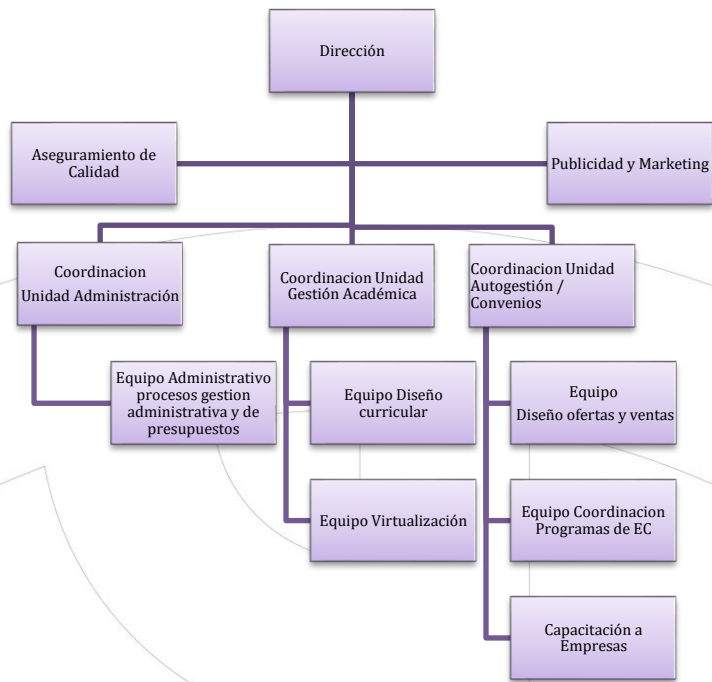 Dirección
Aseguramiento de
Calidad
Publicidad y Marketing
Coordinacion
Unidad Administración
Coordinacion Unidad
Gestión Académica
Coordinacion Unidad
Autogestión /
Convenios
Equipo Administrativo
procesos gestion
administrativa y de
presupuestos
Equipo Diseño
curricular
Equipo
Diseño ofertas y ventas
Equipo Virtualización
Equipo Coordinacion
Programas de EC
Capacitación a
Empresas